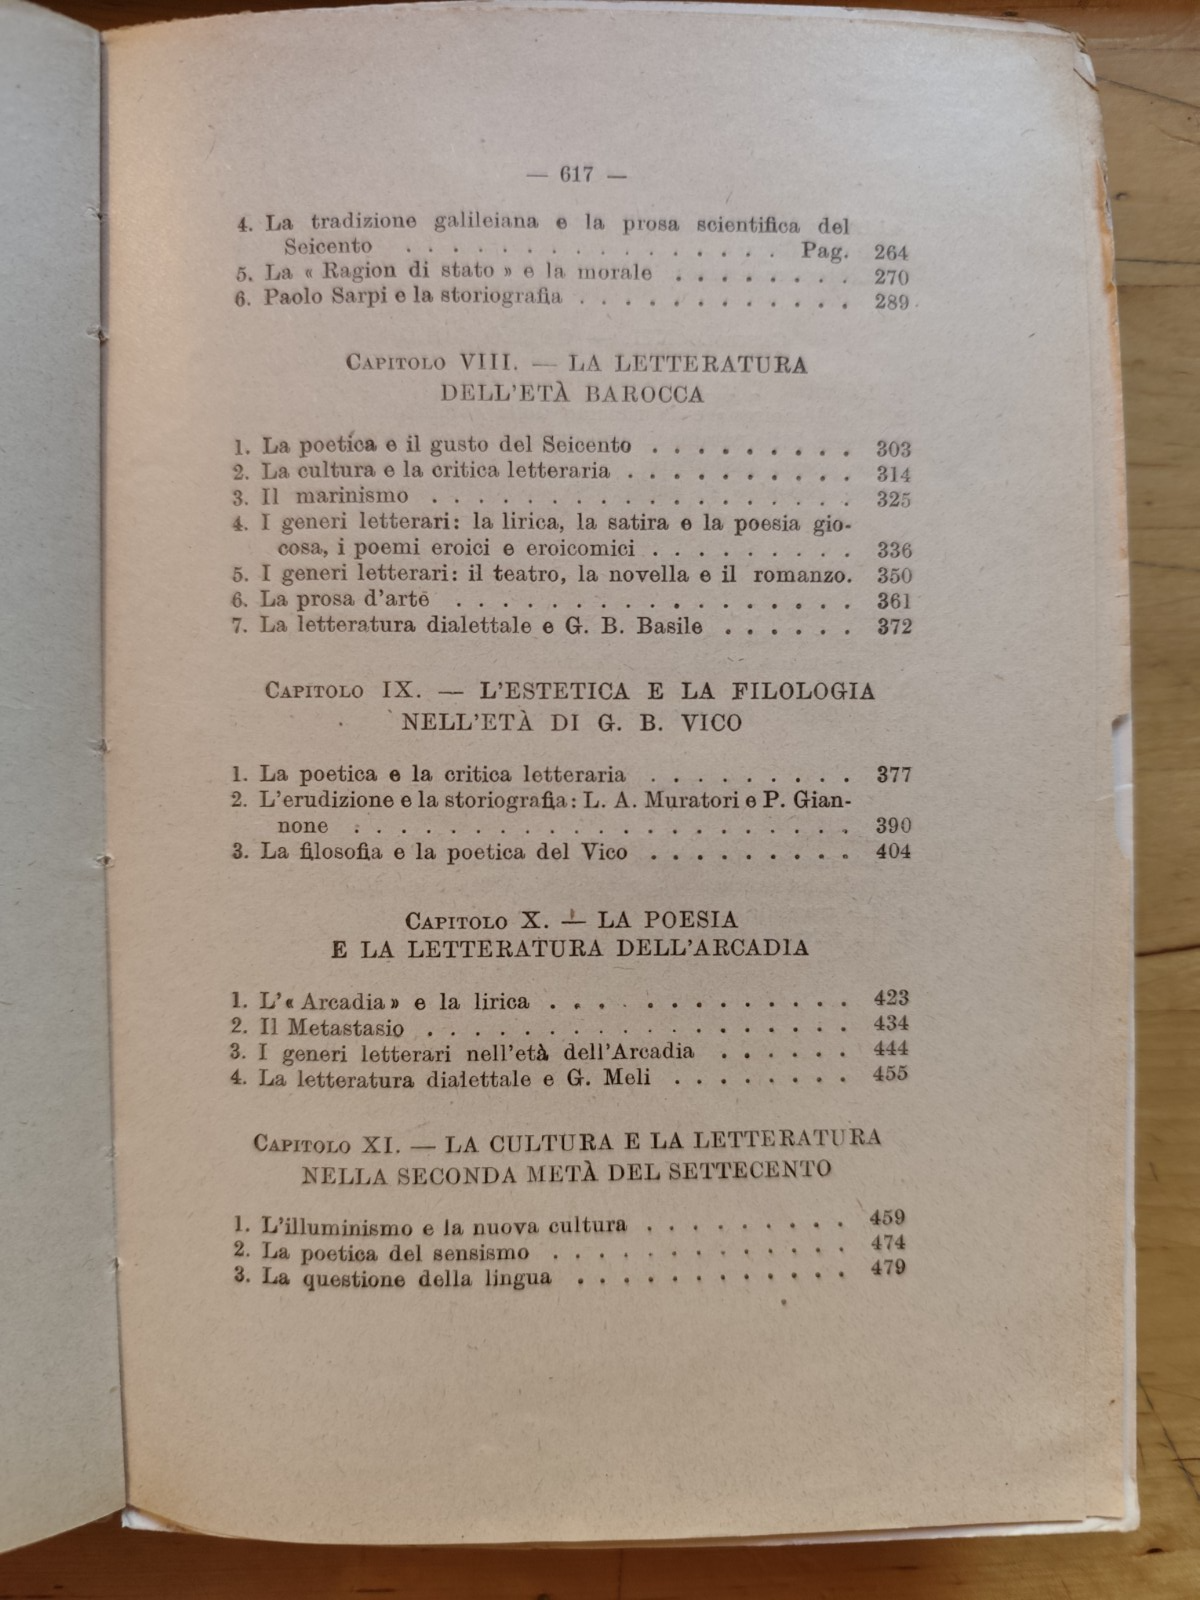 — 617 —
4. La tradizione galileiana e la prosa scientifica del
Seicento . . . . . . . . . . . . . . . Pag. 264
5. La « Ragion di stato » e la morale . . . . . . . . 270
6. Paolo Sarpi e la storiografia . . . . . . . . . . . . 289
CAPITOLO VIII. — LA LETTERATURA
DELL'ETÀ BAROCCA
1. La poetica e il gusto del Seicento . . . . . . . . . 303
2. La cultura e la critica letteraria . . . . . . . . . . 314
3. Il marinismo . . . . . . . . . . . . . . . . . 325
4. I generi letterari: la lirica, la satira e la poesia gio-
cosa, i poemi eroici e eroicomici . . . . . . . . . 336
5. I generi letterari: il teatro, la novella e il romanzo. 350
6. La prosa d'arte . . . . . . . . . . . . . . . . 361
7. La letteratura dialettale e G. B. Basile . . . . . . 372
CAPITOLO IX. — L'ESTETICA E LA FILOLOGIA
NELL'ETÀ DI G. B. VICO
1. La poetica e la critica letteraria . . . . . . . . . 377
2. L'erudizione e la storiografia: L. A. Muratori e P. Gian-
none . . . . . . . . . . . . . . . . . . . . . 390
3. La filosofia e la poetica del Vico . . . . . . . . . 404
CAPITOLO X. — LA POESIA
E LA LETTERATURA DELL'ARCADIA
1. L'« Arcadia » e la lirica . . . . . . . . . . . . . 423
2. Il Metastasio . . . . . . . . . . . . . . . . . . 434
3. I generi letterari nell'età dell'Arcadia . . . . . . 444
4. La letteratura dialettale e G. Meli . . . . . . . . 455
CAPITOLO XI. — LA CULTURA E LA LETTERATURA
NELLA SECONDA METÀ DEL SETTECENTO
1. L'illuminismo e la nuova cultura . . . . . . . . . 459
2. La poetica del sensismo . . . . . . . . . . . . . 474
3. La questione della lingua . . . . . . . . . . . . 479